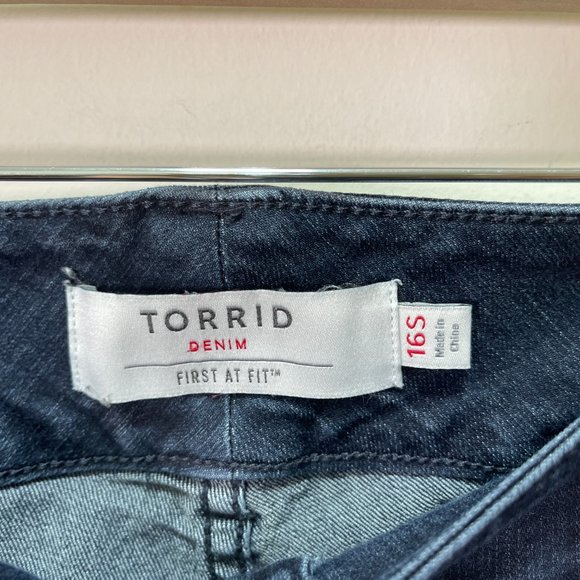 TORRID
DENIM
FIRST AT FIT™
16S
Made in
China